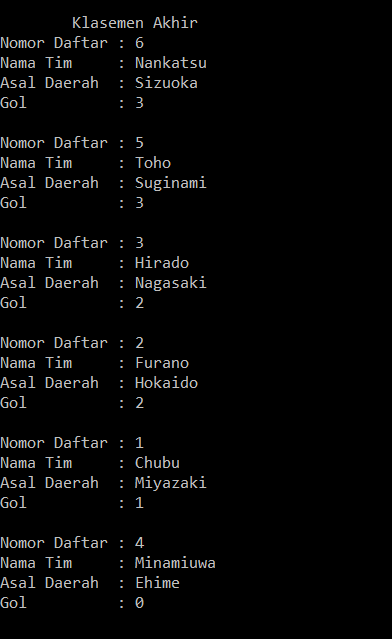 Klasemen Akhir
Nomor Daftar : 6
Nama Tim : Nankatsu
Asal Daerah : Sizuoka
Gol : 3
Nomor Daftar : 5
Nama Tim : Toho
Asal Daerah : Suginami
Gol : 3
Nomor Daftar : 3
Nama Tim : Hirado
Asal Daerah : Nagasaki
Gol : 2
Nomor Daftar : 2
Nama Tim : Furano
Asal Daerah : Hokaido
Gol : 2
Nomor Daftar : 1
Nama Tim : Chubu
Asal Daerah : Miyazaki
Gol : 1
Nomor Daftar : 4
Nama Tim : Minamiuwa
Asal Daerah : Ehime
Gol : 0